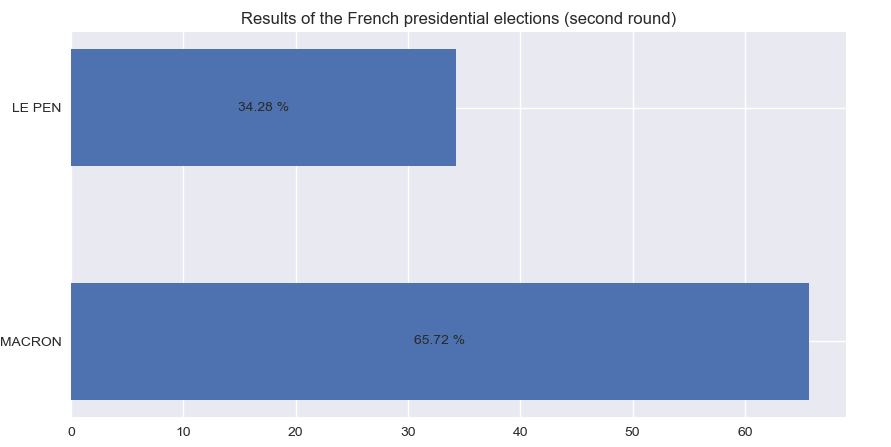 Results of the French presidential elections (second round)
LE PEN
34.28 %
MACRON
65.72 %
0 10 20 30 40 50 60